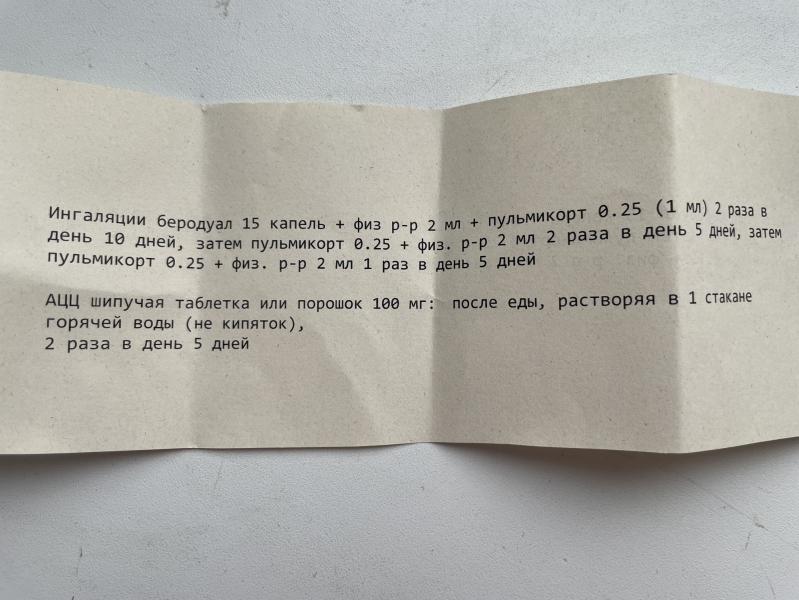 Ингаляции беродуал 15 капель + физ р-р 2 мл + пульмикорт 0.25 (1 мл) 2 раза в
день 10 дней, затем пульмикорт 0.25 + физ. р-р 2 мл 2 раза в день 5 дней, затем
пульмикорт 0.25 + физ. р-р 2 мл 1 раз в день 5 дней
АЦЦ шипучая таблетка или порошок 100 мг: после еды, растворяя в 1 стакане
горячей воды (не кипяток),
2 раза в день 5 дней